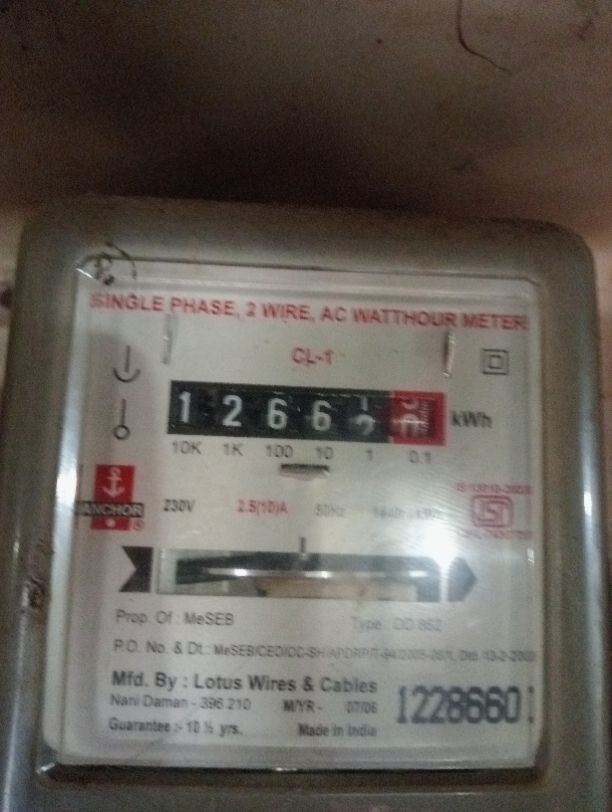 SINGLE PHASE, 2 WIRE, AC WATTHOUR METER
CL-1
1 2 6 6 kWh
10K 1K 100 10 1 0.1
ANCHOR ® 230V 2.5(10)A 50Hz
ISI
Prop. Of : MeSEB Type : DD 862
P.O. No. & Dt.:
Mfd. By : Lotus Wires & Cables
Nani Daman - 396 210 M/YR - 07/06
Guarantee :- 10 ½ yrs. Made in India
1228660